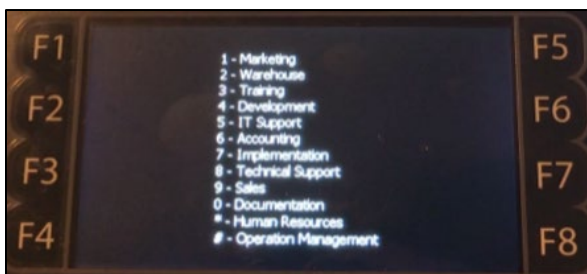 F1
F2
F3
F4
1 - Marketing
2 - Warehouse
3 - Training
4 - Development
5 - IT Support
6 - Accounting
7 - Implementation
8 - Technical Support
9 - Sales
0 - Documentation
* - Human Resources
# - Operation Management
F5
F6
F7
F8